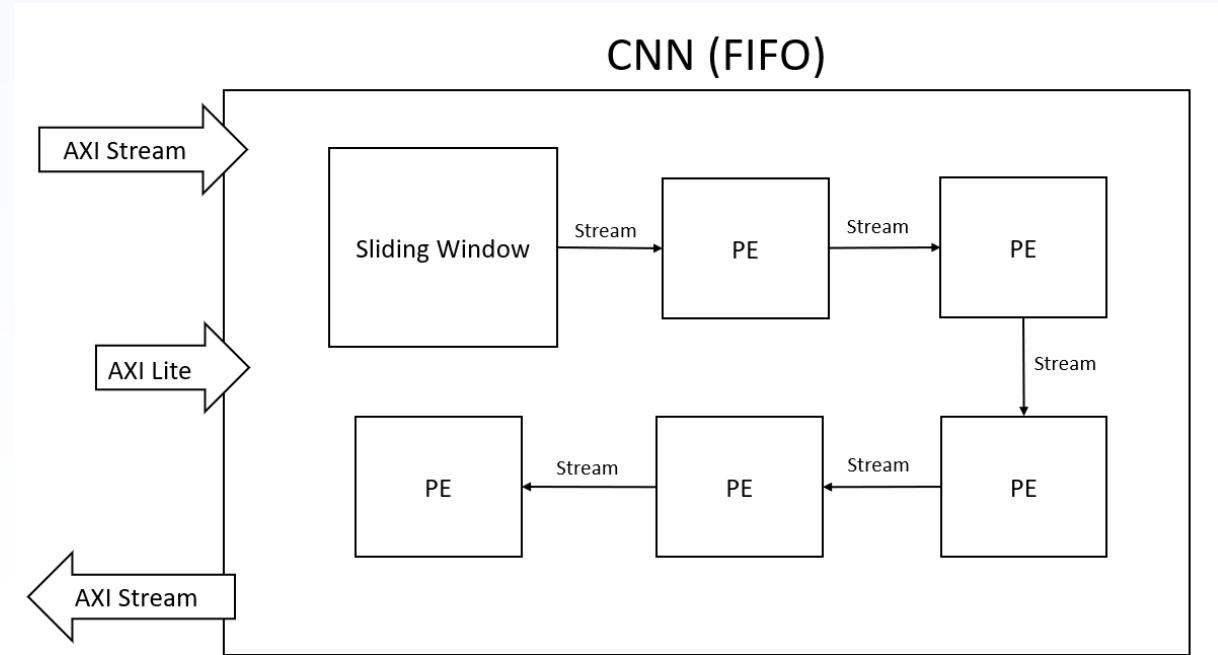 CNN (FIFO)
AXI Stream
Sliding Window
Stream
PE
Stream
PE
Stream
AXI Lite
PE
Stream
PE
Stream
PE
AXI Stream